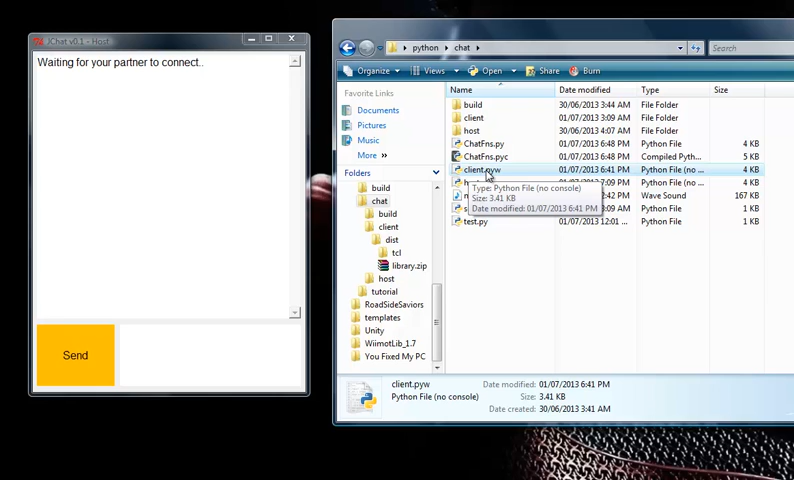 JChat v0.1 - Host
Waiting for your partner to connect..
Send
python chat
Search
Organize Views Open Share Burn
Favorite Links
Documents
Pictures
Music
More »
Folders
build
chat
build
client
dist
tcl
library.zip
host
tutorial
RoadSideSaviors
templates
Unity
WiimotLib_1.7
You Fixed My PC
Name Date modified Type Size
build 30/06/2013 3:44 AM File Folder
client 01/07/2013 3:09 AM File Folder
host 30/06/2013 4:07 AM File Folder
ChatFns.py 01/07/2013 6:48 PM Python File 4 KB
ChatFns.pyc 01/07/2013 6:48 PM Compiled Pyth... 5 KB
client.pyw 01/07/2013 6:41 PM Python File (no ... 4 KB
7:09 PM Python File (no ... 4 KB
2:42 PM Wave Sound 167 KB
3:09 AM Python File 1 KB
test.py 01/07/2013 12:01 ... Python File 1 KB
Type: Python File (no console)
Size: 3.41 KB
Date modified: 01/07/2013 6:41 PM
client.pyw Date modified: 01/07/2013 6:41 PM
Python File (no console) Size: 3.41 KB
Date created: 30/06/2013 3:41 AM